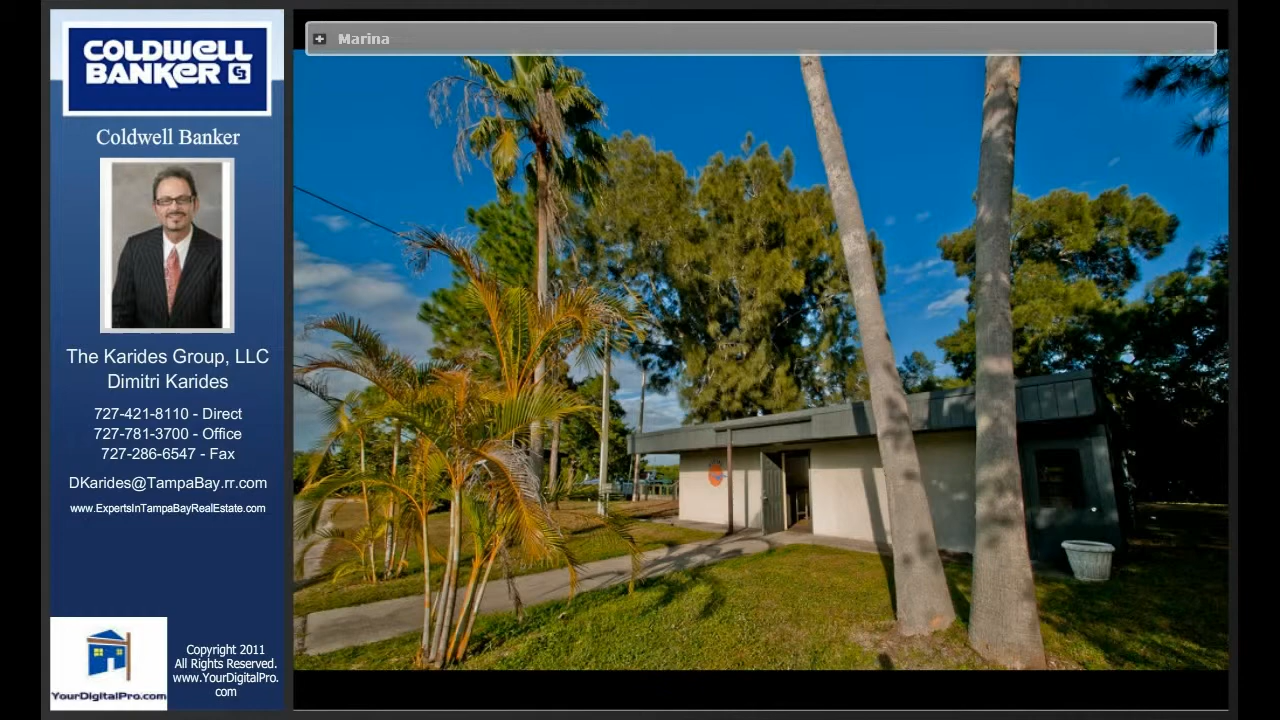 COLDWELL
BANKER CB
Coldwell Banker
The Karides Group, LLC
Dimitri Karides
727-421-8110 - Direct
727-781-3700 - Office
727-286-6547 - Fax
DKarides@TampaBay.rr.com
www.ExpertsInTampaBayRealEstate.com
YourDigitalPro.com
Copyright 2011
All Rights Reserved.
www.YourDigitalPro.
com
Marina